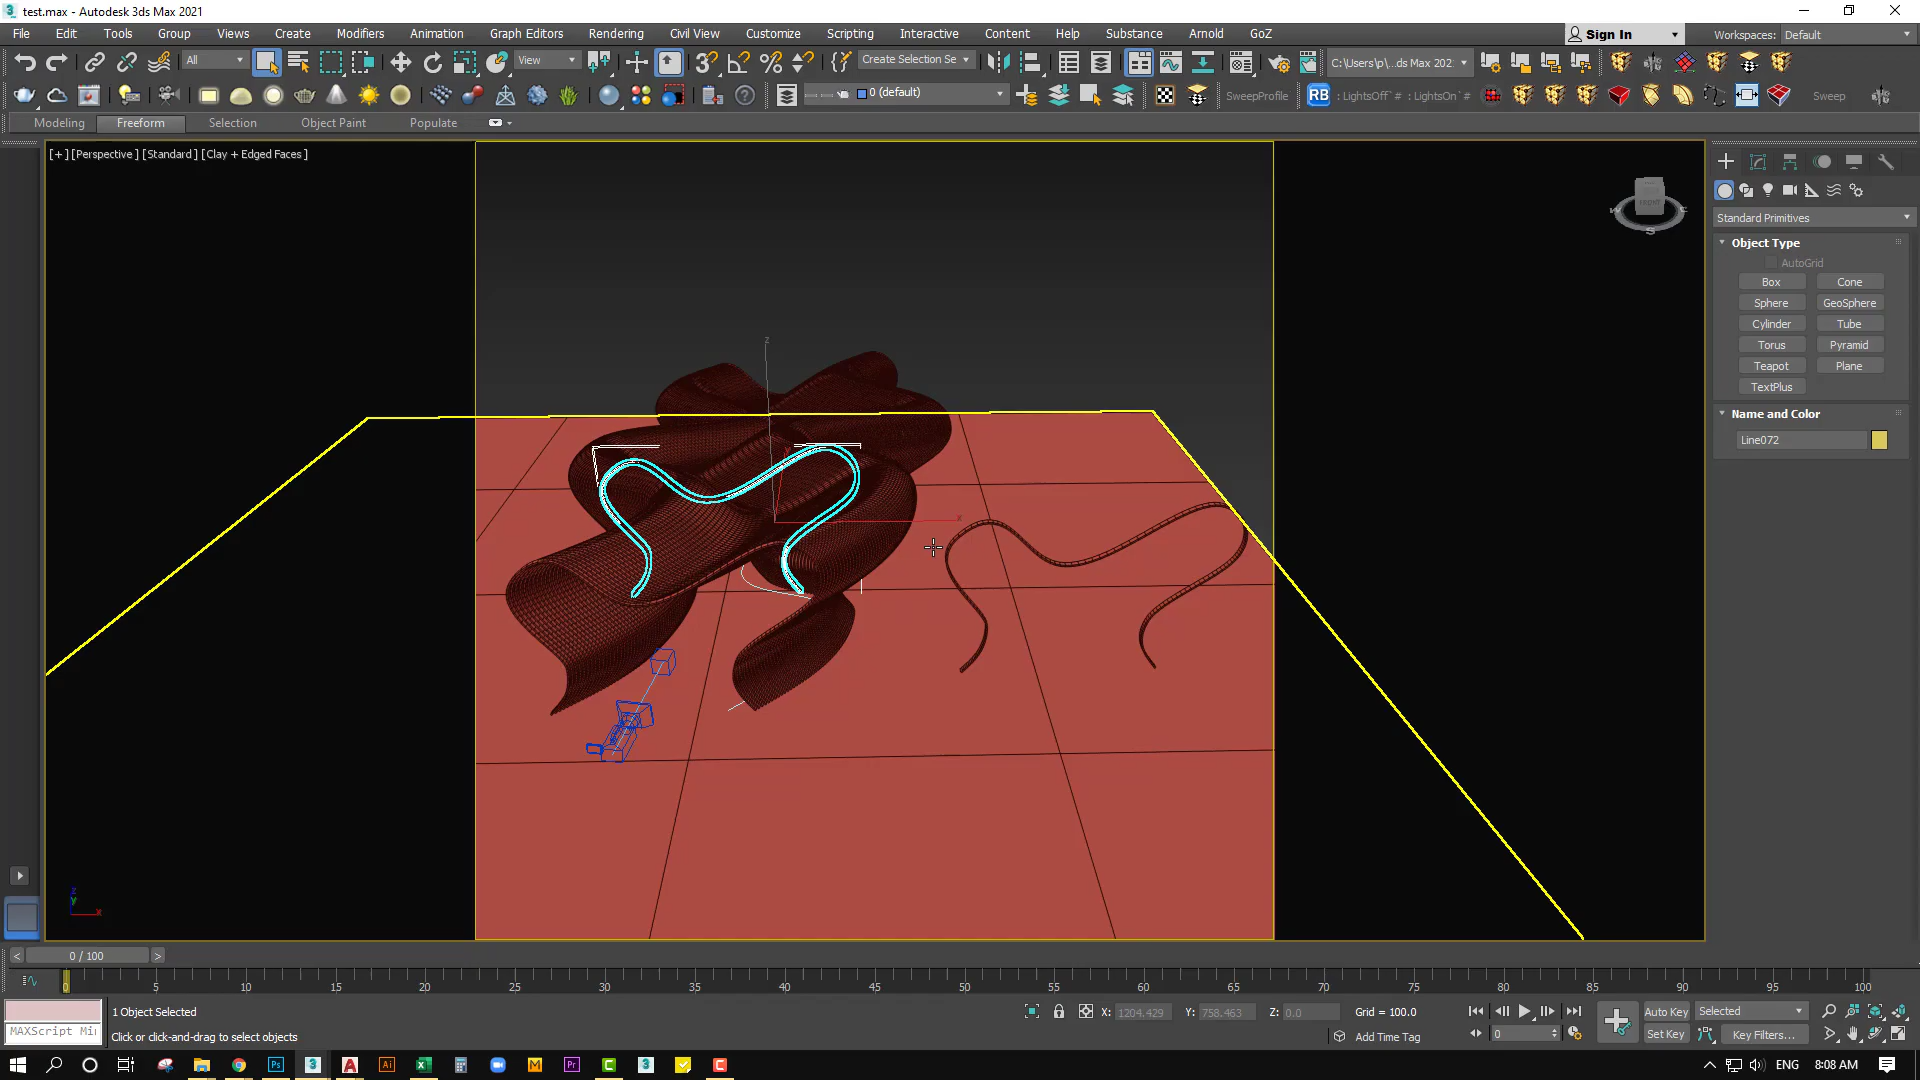 test.max - Autodesk 3ds Max 2021
File Edit Tools Group Views Create Modifiers Animation Graph Editors Rendering Civil View Customize Scripting Interactive Content Help Substance Arnold GoZ
Sign In
Workspaces: Default
All
View
Create Selection Se
C:\Users\p\...ds Max 202
0 (default)
SweepProfile
RB
: LightsOff ` #
: LightsOn ` #
Sweep
Modeling Freeform Selection Object Paint Populate
[+] [Perspective] [Standard] [Clay + Edged Faces]
Standard Primitives
Object Type
AutoGrid
Box Cone
Sphere GeoSphere
Cylinder Tube
Torus Pyramid
Teapot Plane
TextPlus
Name and Color
Line072
FRONT
W
S
z
x
z
y
x
< 0 / 100 >
0 5 10 15 20 25 30 35 40 45 50 55 60 65 70 75 80 85 90 95 100
1 Object Selected
X: 1204.429 Y: 758.463 Z: 0.0 Grid = 100.0
Auto Key Selected
MAXScript Mi
Click or click-and-drag to select objects
Add Time Tag
0
Set Key Key Filters...
ENG 8:08 AM